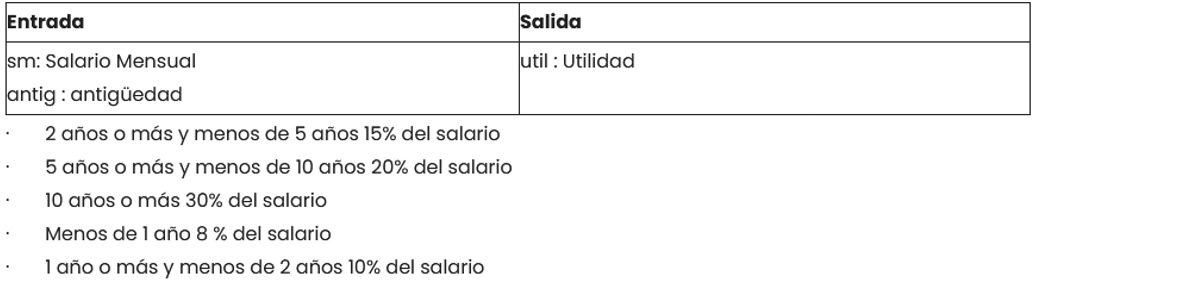 Entrada Salida
sm: Salario Mensual util : Utilidad
antig : antigüedad
· 2 años o más y menos de 5 años 15% del salario
· 5 años o más y menos de 10 años 20% del salario
· 10 años o más 30% del salario
· Menos de 1 año 8 % del salario
· 1 año o más y menos de 2 años 10% del salario